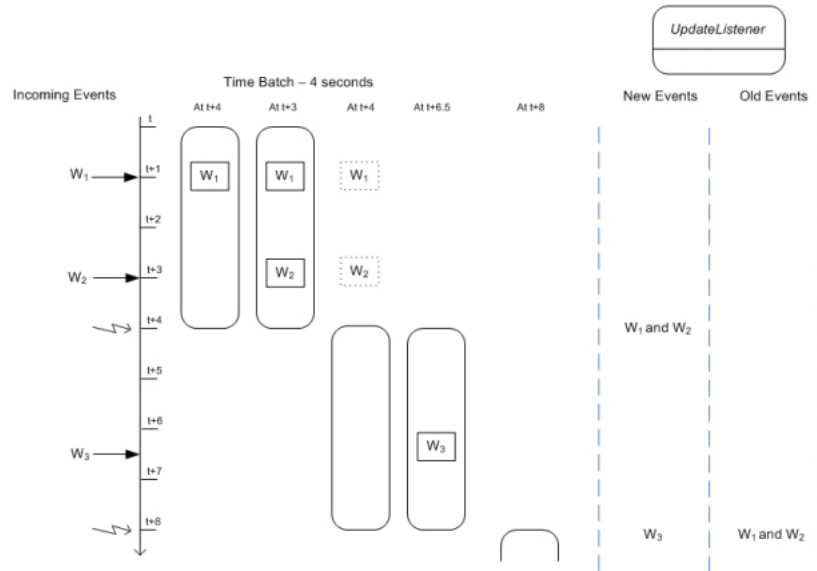 UpdateListener
Time Batch – 4 seconds
Incoming Events
New Events
Old Events
At t+4
At t+3
At t+4
At t+6.5
At t+8
t
W1
t+1
W1
W1
W1
t+2
W2
t+3
W2
W2
t+4
W1 and W2
t+5
t+6
W3
W3
t+7
t+8
W3
W1 and W2